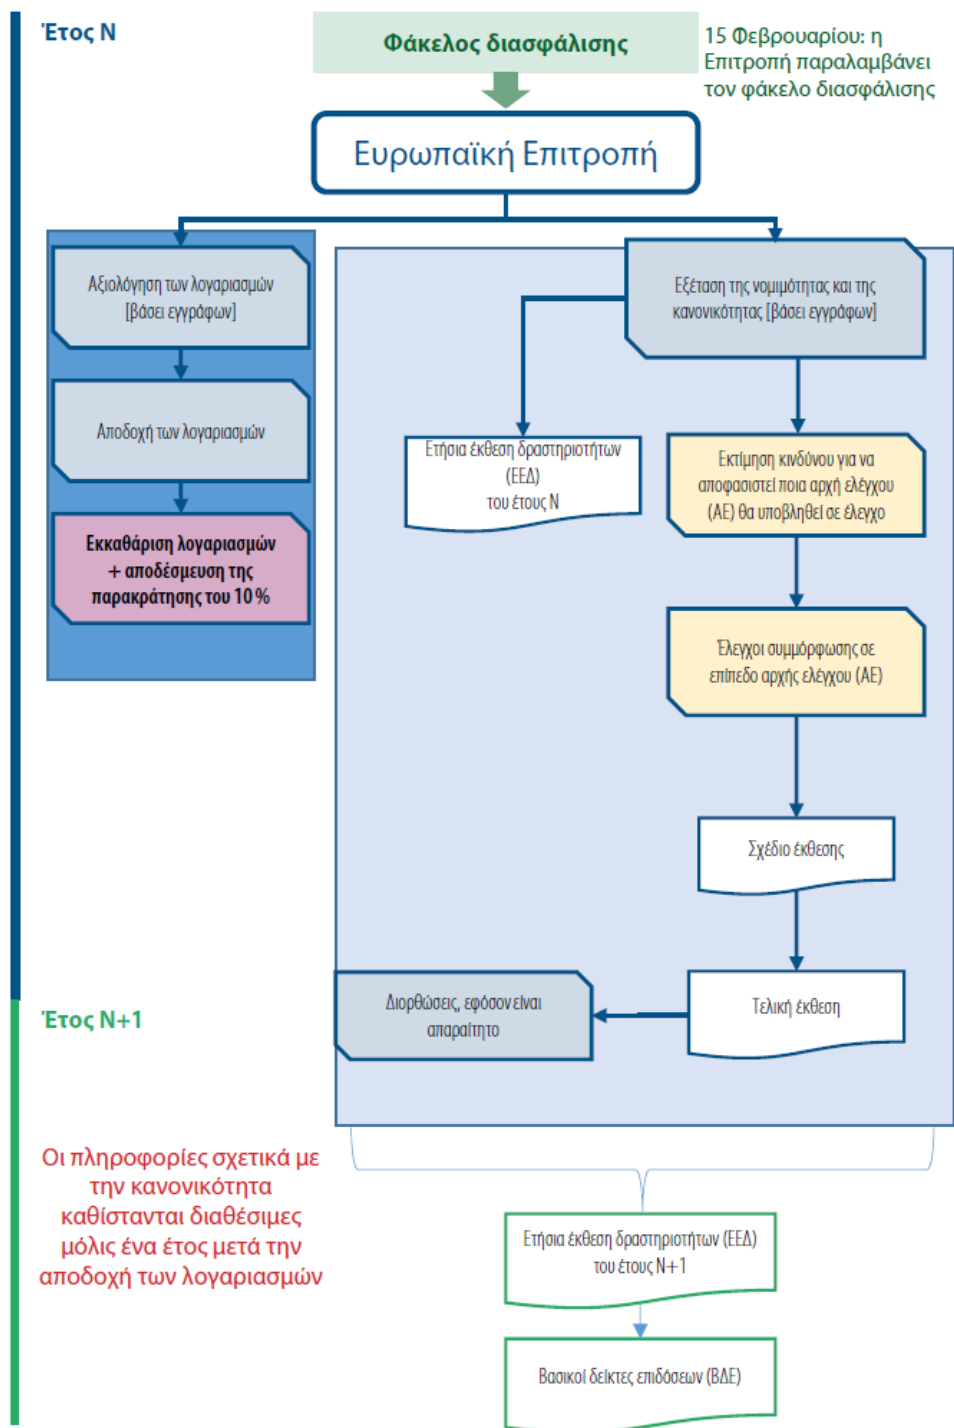 Έτος N
Φάκελος διασφάλισης
15 Φεβρουαρίου: η
Επιτροπή παραλαμβάνει
τον φάκελο διασφάλισης
Ευρωπαϊκή Επιτροπή
Αξιολόγηση των λογαριασμών
[βάσει εγγράφων]
Εξέταση της νομιμότητας και της
κανονικότητας [βάσει εγγράφων]
Αποδοχή των λογαριασμών
Ετήσια έκθεση δραστηριοτήτων
(ΕΕΔ)
του έτους N
Εκτίμηση κινδύνου για να
αποφασιστεί ποια αρχή ελέγχου
(ΑΕ) θα υποβληθεί σε έλεγχο
Εκκαθάριση λογαριασμών
+ αποδέσμευση της
παρακράτησης του 10 %
Έλεγχοι συμμόρφωσης σε
επίπεδο αρχής ελέγχου (ΑΕ)
Σχέδιο έκθεσης
Τελική έκθεση
Διορθώσεις, εφόσον είναι
απαραίτητο
Έτος N+1
Οι πληροφορίες σχετικά με
την κανονικότητα
καθίστανται διαθέσιμες
μόλις ένα έτος μετά την
αποδοχή των λογαριασμών
Ετήσια έκθεση δραστηριοτήτων (ΕΕΔ)
του έτους N+1
Βασικοί δείκτες επιδόσεων (ΒΔΕ)